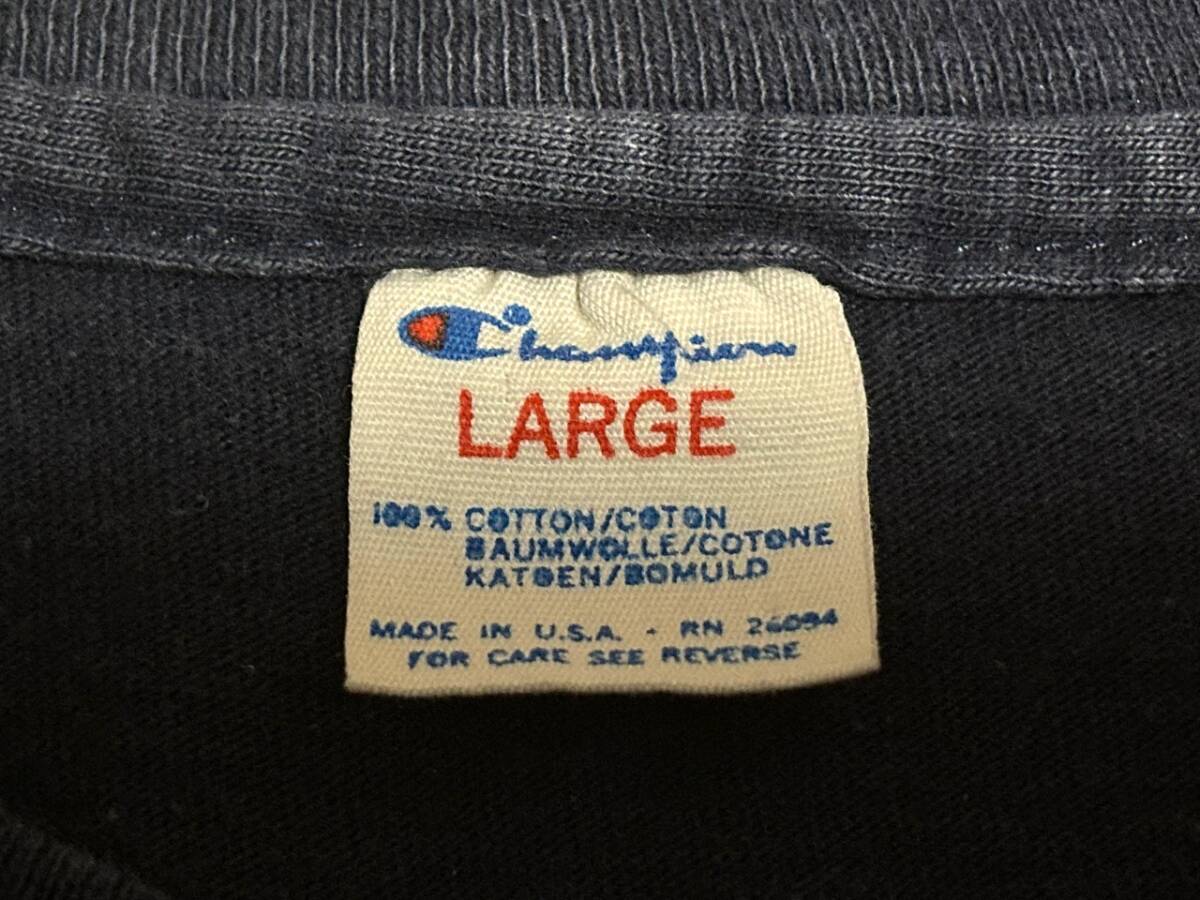 Champion
LARGE
100% COTTON/COTON
BAUMWOLLE/COTONE
KATOEN/BOMULD
MADE IN U.S.A. - RN 26094
FOR CARE SEE REVERSE